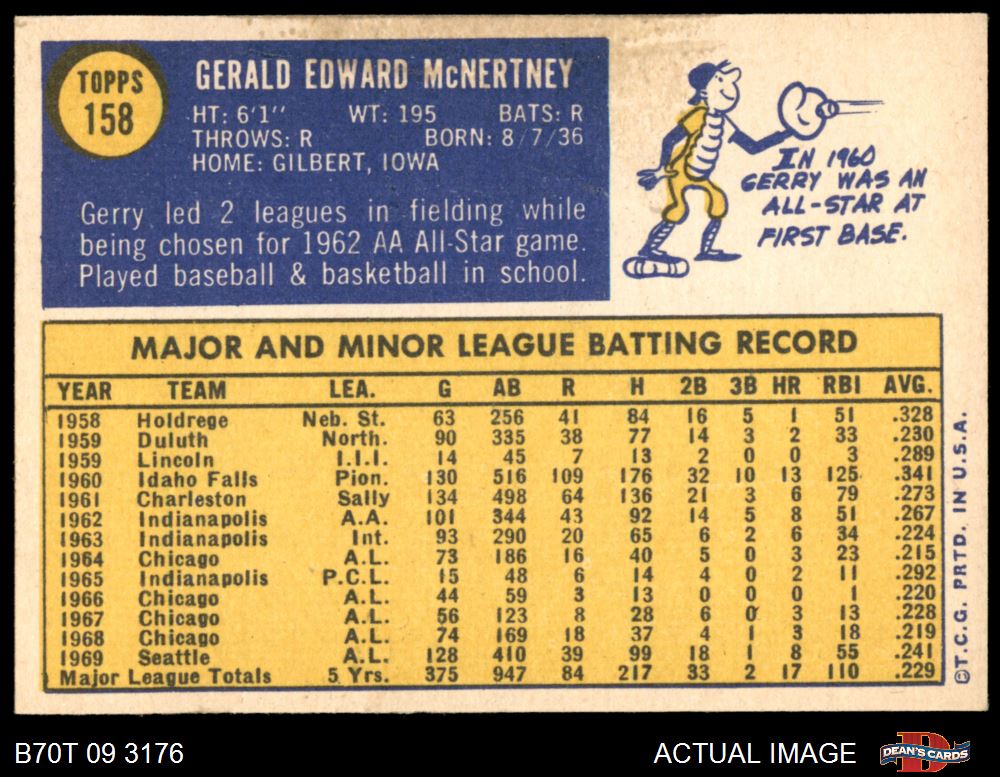 TOPPS
158
GERALD EDWARD McNERTNEY
HT: 6'1" WT: 195 BATS: R
THROWS: R BORN: 8/7/36
HOME: GILBERT, IOWA
Gerry led 2 leagues in fielding while
being chosen for 1962 AA All-Star game.
Played baseball & basketball in school.
IN 1960
GERRY WAS AN
ALL-STAR AT
FIRST BASE.
MAJOR AND MINOR LEAGUE BATTING RECORD
YEAR TEAM LEA. G AB R H 2B 3B HR RBI AVG.
1958 Holdrege Neb. St. 63 256 41 84 16 5 1 51 .328
1959 Duluth North. 90 335 38 77 14 3 2 33 .230
1959 Lincoln I.I.I. 14 45 7 13 2 0 0 3 .289
1960 Idaho Falls Pion. 130 516 109 176 32 10 13 125 .341
1961 Charleston Sally 134 498 64 136 21 3 6 79 .273
1962 Indianapolis A.A. 101 344 43 92 14 5 8 51 .267
1963 Indianapolis Int. 93 290 20 65 6 2 6 34 .224
1964 Chicago A.L. 73 186 16 40 5 0 3 23 .215
1965 Indianapolis P.C.L. 15 48 6 14 4 0 2 11 .292
1966 Chicago A.L. 44 59 3 13 0 0 0 1 .220
1967 Chicago A.L. 56 123 8 28 6 0 3 13 .228
1968 Chicago A.L. 74 169 18 37 4 1 3 18 .219
1969 Seattle A.L. 128 410 39 99 18 1 8 55 .241
Major League Totals 5 Yrs. 375 947 84 217 33 2 17 110 .229
©T.C.G. PRTD. IN U.S.A.
B70T 09 3176
ACTUAL IMAGE
DEAN'S CARDS